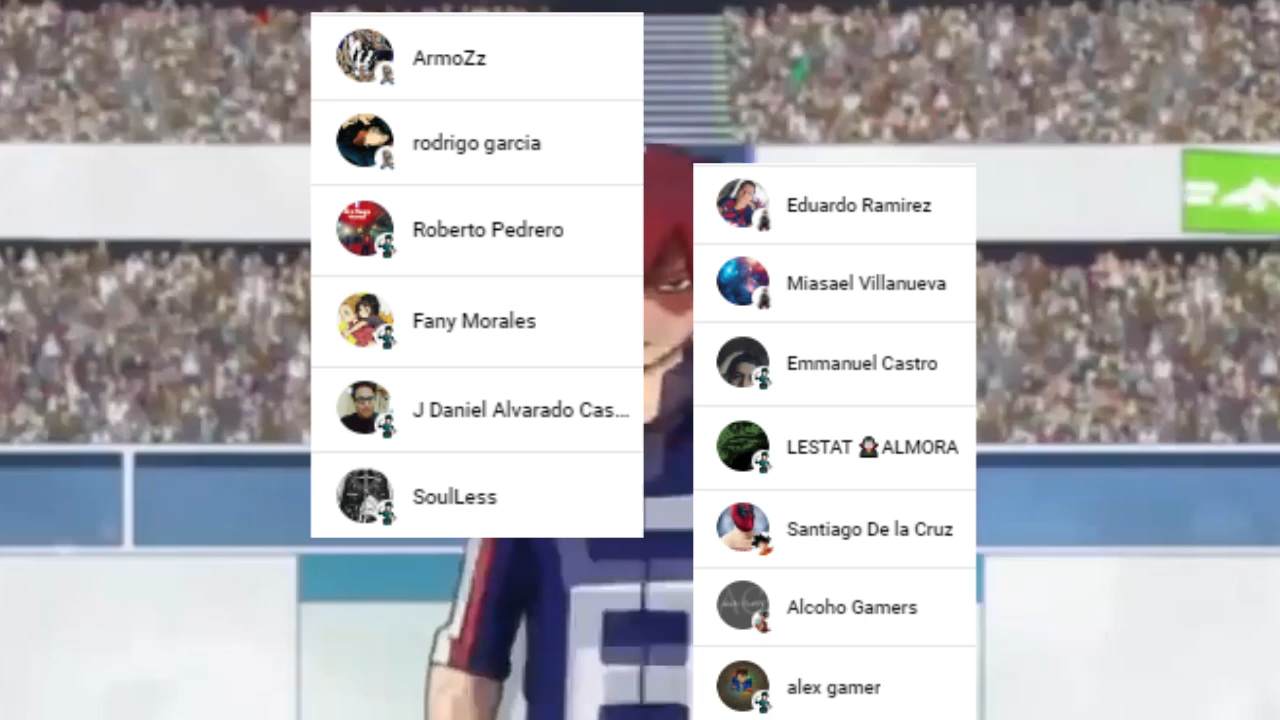 ArmoZz
rodrigo garcia
Roberto Pedrero
Fany Morales
J Daniel Alvarado Cas...
SoulLess
Eduardo Ramirez
Miasael Villanueva
Emmanuel Castro
LESTAT ALMORA
Santiago De la Cruz
Alcoho Gamers
alex gamer